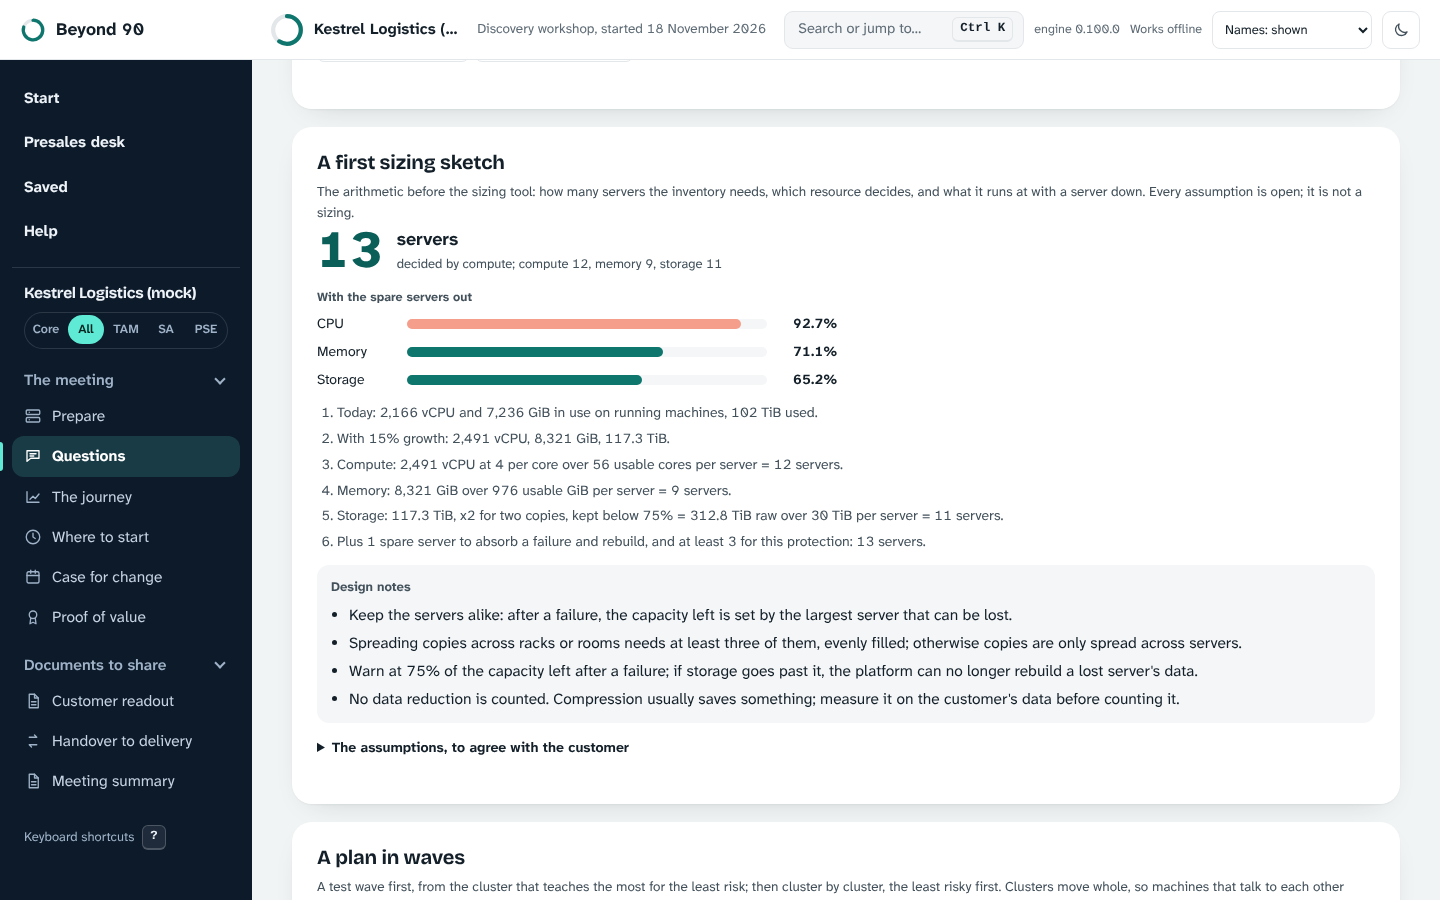 Beyond 90
Kestrel Logistics (...
Discovery workshop, started 18 November 2026
Search or jump to...
Ctrl K
engine 0.100.0
Works offline
Names: shown
Start
Presales desk
Saved
Help
Kestrel Logistics (mock)
Core All TAM SA PSE
The meeting
Prepare
Questions
The journey
Where to start
Case for change
Proof of value
Documents to share
Customer readout
Handover to delivery
Meeting summary
Keyboard shortcuts ?
A first sizing sketch
The arithmetic before the sizing tool: how many servers the inventory needs, which resource decides, and what it runs at with a server down. Every assumption is open; it is not a
sizing.
13 servers
decided by compute; compute 12, memory 9, storage 11
With the spare servers out
CPU 92.7%
Memory 71.1%
Storage 65.2%
1. Today: 2,166 vCPU and 7,236 GiB in use on running machines, 102 TiB used.
2. With 15% growth: 2,491 vCPU, 8,321 GiB, 117.3 TiB.
3. Compute: 2,491 vCPU at 4 per core over 56 usable cores per server = 12 servers.
4. Memory: 8,321 GiB over 976 usable GiB per server = 9 servers.
5. Storage: 117.3 TiB, x2 for two copies, kept below 75% = 312.8 TiB raw over 30 TiB per server = 11 servers.
6. Plus 1 spare server to absorb a failure and rebuild, and at least 3 for this protection: 13 servers.
Design notes
• Keep the servers alike: after a failure, the capacity left is set by the largest server that can be lost.
• Spreading copies across racks or rooms needs at least three of them, evenly filled; otherwise copies are only spread across servers.
• Warn at 75% of the capacity left after a failure; if storage goes past it, the platform can no longer rebuild a lost server's data.
• No data reduction is counted. Compression usually saves something; measure it on the customer's data before counting it.
The assumptions, to agree with the customer
A plan in waves
A test wave first, from the cluster that teaches the most for the least risk; then cluster by cluster, the least risky first. Clusters move whole, so machines that talk to each other